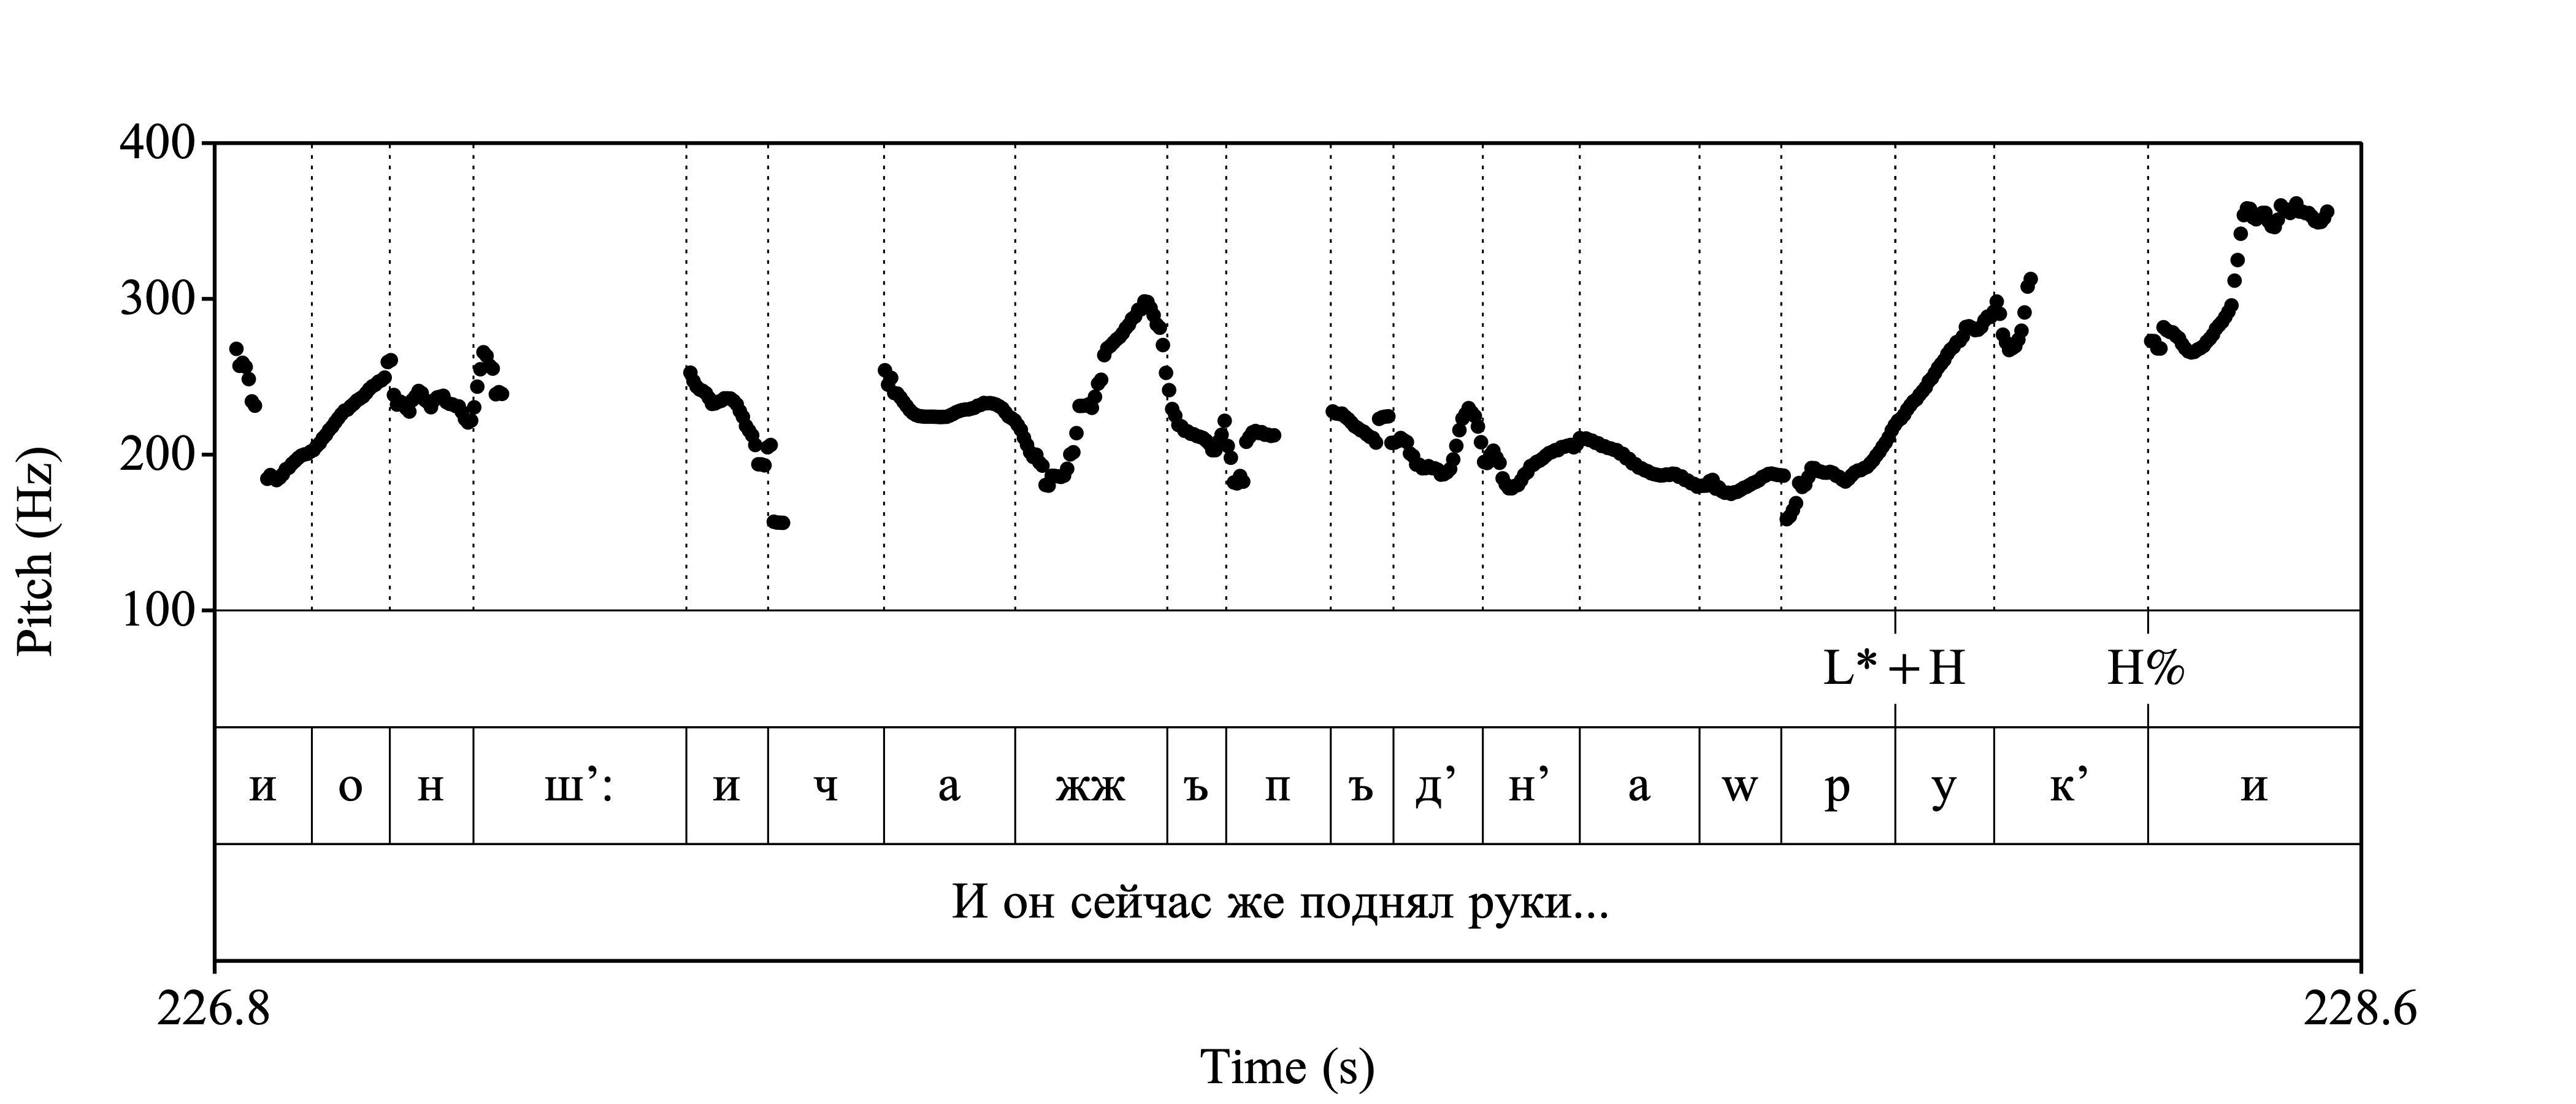 400
300
200
100
Pitch (Hz)
L*+H H%
и о н ш’: и ч а жж ъ п ъ д’ н’ а w р у к’ и
И он сейчас же поднял руки...
226.8 228.6
Time (s)